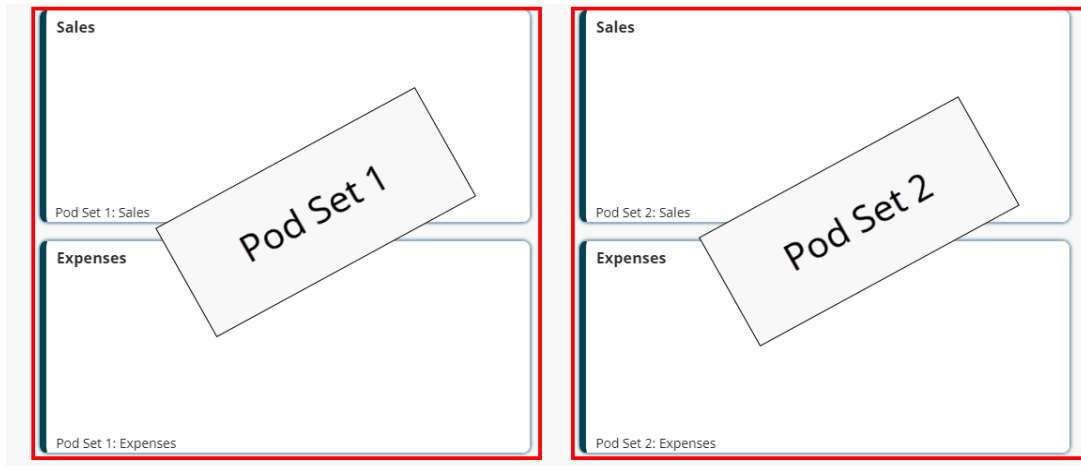 Sales
Pod Set 1
Pod Set 1: Sales
Expenses
Pod Set 1: Expenses
Sales
Pod Set 2
Pod Set 2: Sales
Expenses
Pod Set 2: Expenses